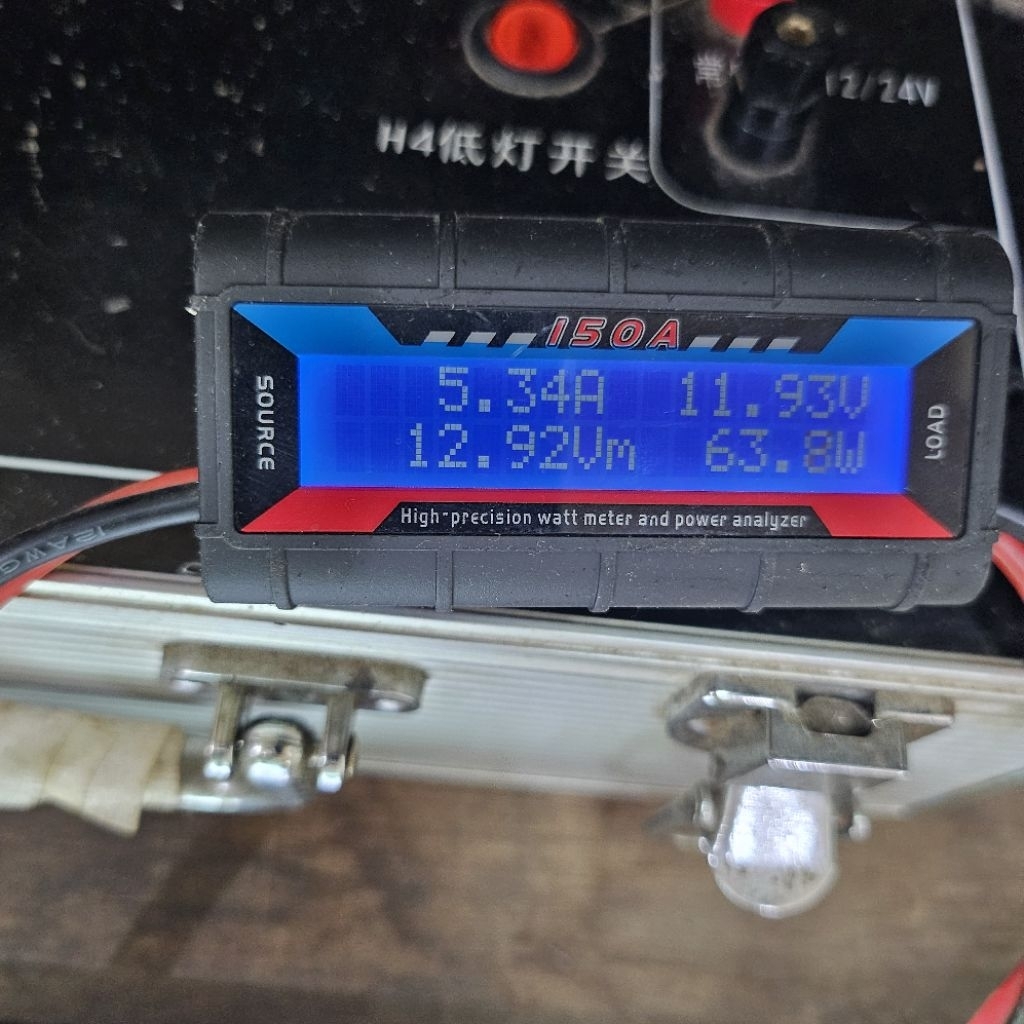 H4低灯开关
12/24V
150A
SOURCE
5.34A 11.93V
12.92Vm 63.8W
LOAD
High-precision watt meter and power analyzer
12AWG